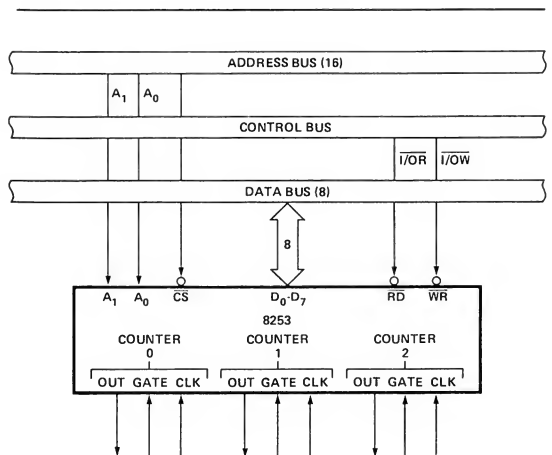 ADDRESS BUS (16)
A₁ A₀
CONTROL BUS
I/OR I/OW
DATA BUS (8)
8
A₁ A₀ CS D₀-D₇ RD WR
8253
COUNTER COUNTER COUNTER
0 1 2
OUT GATE CLK OUT GATE CLK OUT GATE CLK